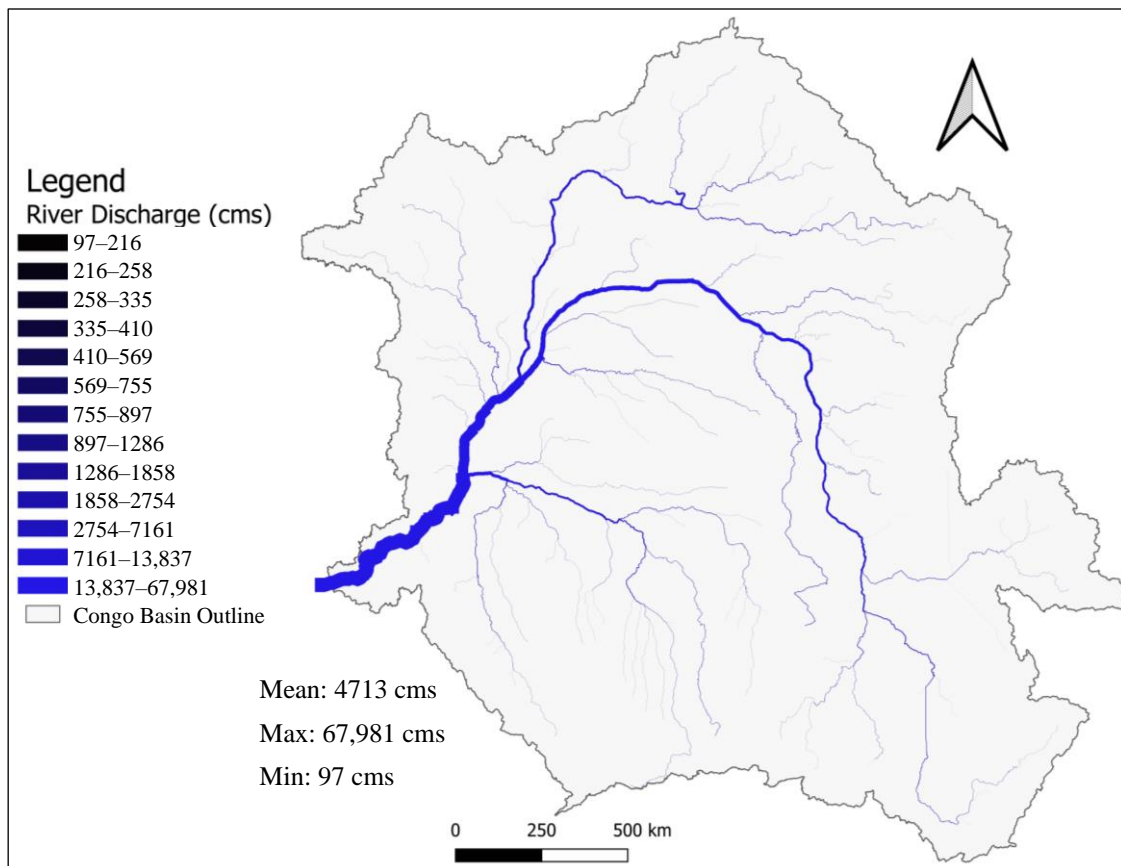 Legend
River Discharge (cms)
97–216
216–258
258–335
335–410
410–569
569–755
755–897
897–1286
1286–1858
1858–2754
2754–7161
7161–13,837
13,837–67,981
Congo Basin Outline
Mean: 4713 cms
Max: 67,981 cms
Min: 97 cms
0 250 500 km